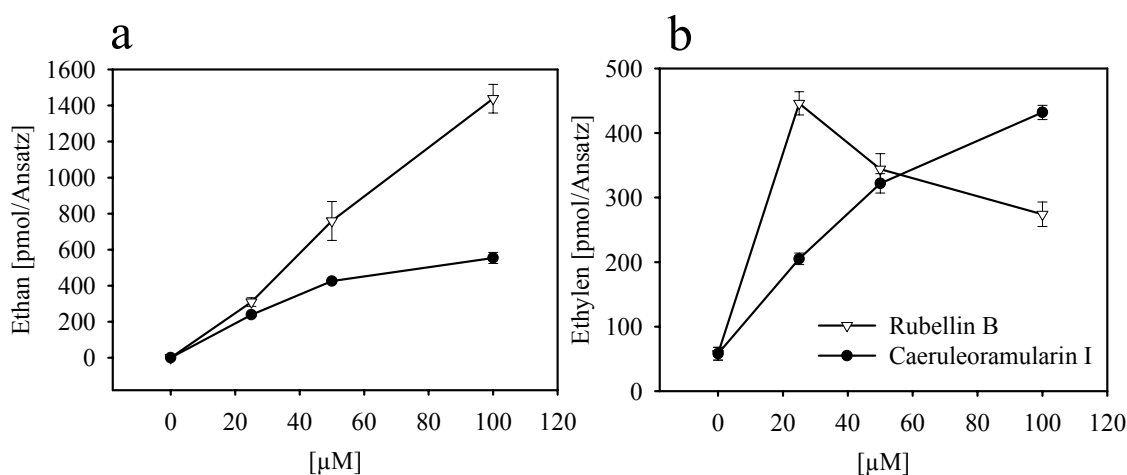 a
1600
1400
1200
1000
800
600
400
200
0
Ethan [pmol/Ansatz]
0 20 40 60 80 100 120
[µM]
b
500
400
300
200
100
0
Ethylen [pmol/Ansatz]
Rubellin B
Caeruleoramularin I
0 20 40 60 80 100 120
[µM]